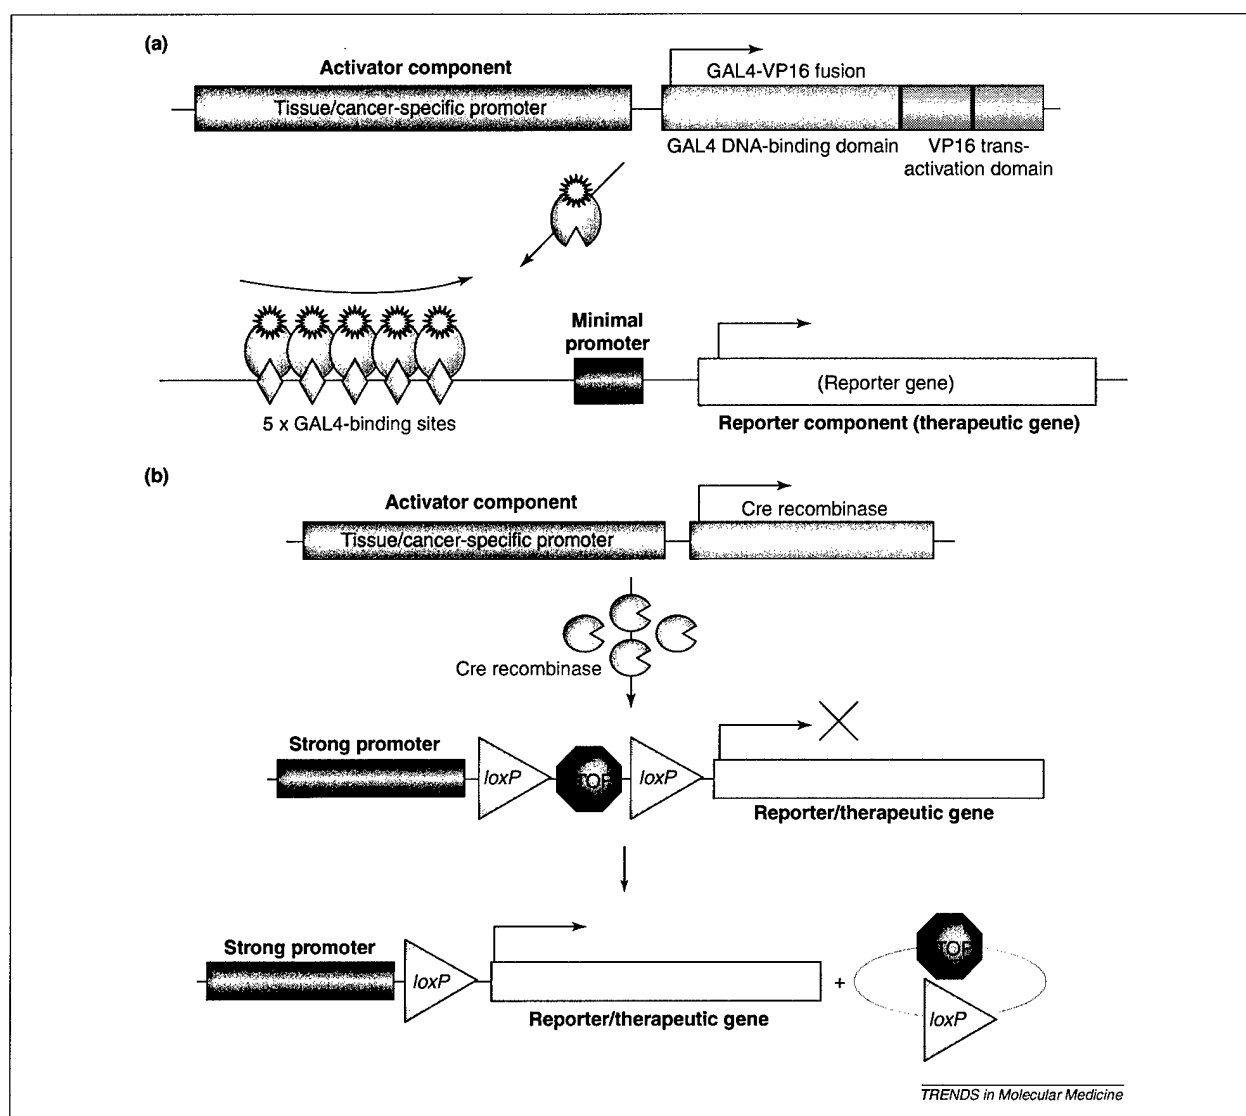 (a)
Activator component
Tissue/cancer-specific promoter
GAL4-VP16 fusion
GAL4 DNA-binding domain
VP16 trans-
activation domain
5 x GAL4-binding sites
Minimal
promoter
(Reporter gene)
Reporter component (therapeutic gene)
(b)
Activator component
Tissue/cancer-specific promoter
Cre recombinase
Cre recombinase
Strong promoter
loxP
STOP
loxP
Reporter/therapeutic gene
Strong promoter
loxP
Reporter/therapeutic gene
+
STOP
loxP
TRENDS in Molecular Medicine